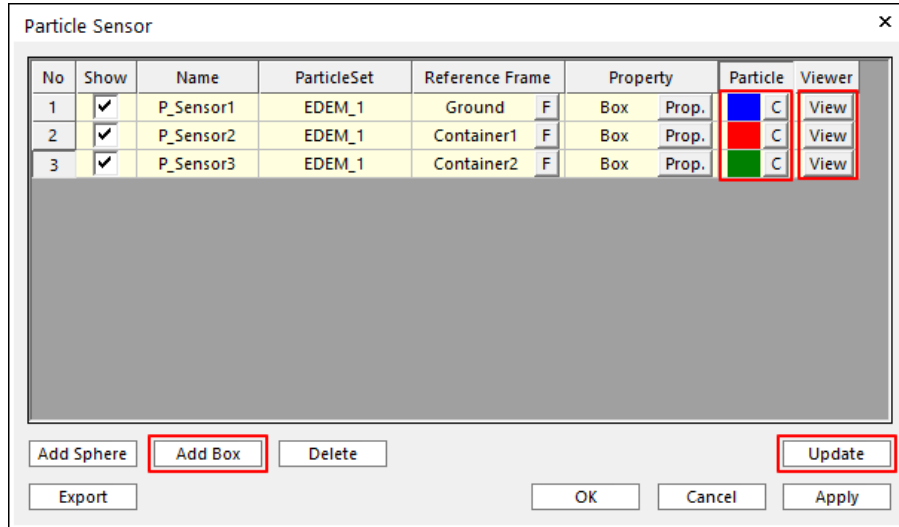 Particle Sensor
No Show Name ParticleSet Reference Frame Property Particle Viewer
1 P_Sensor1 EDEM_1 Ground F Box Prop. C View
2 P_Sensor2 EDEM_1 Container1 F Box Prop. C View
3 P_Sensor3 EDEM_1 Container2 F Box Prop. C View
Add Sphere Add Box Delete Update
Export OK Cancel Apply